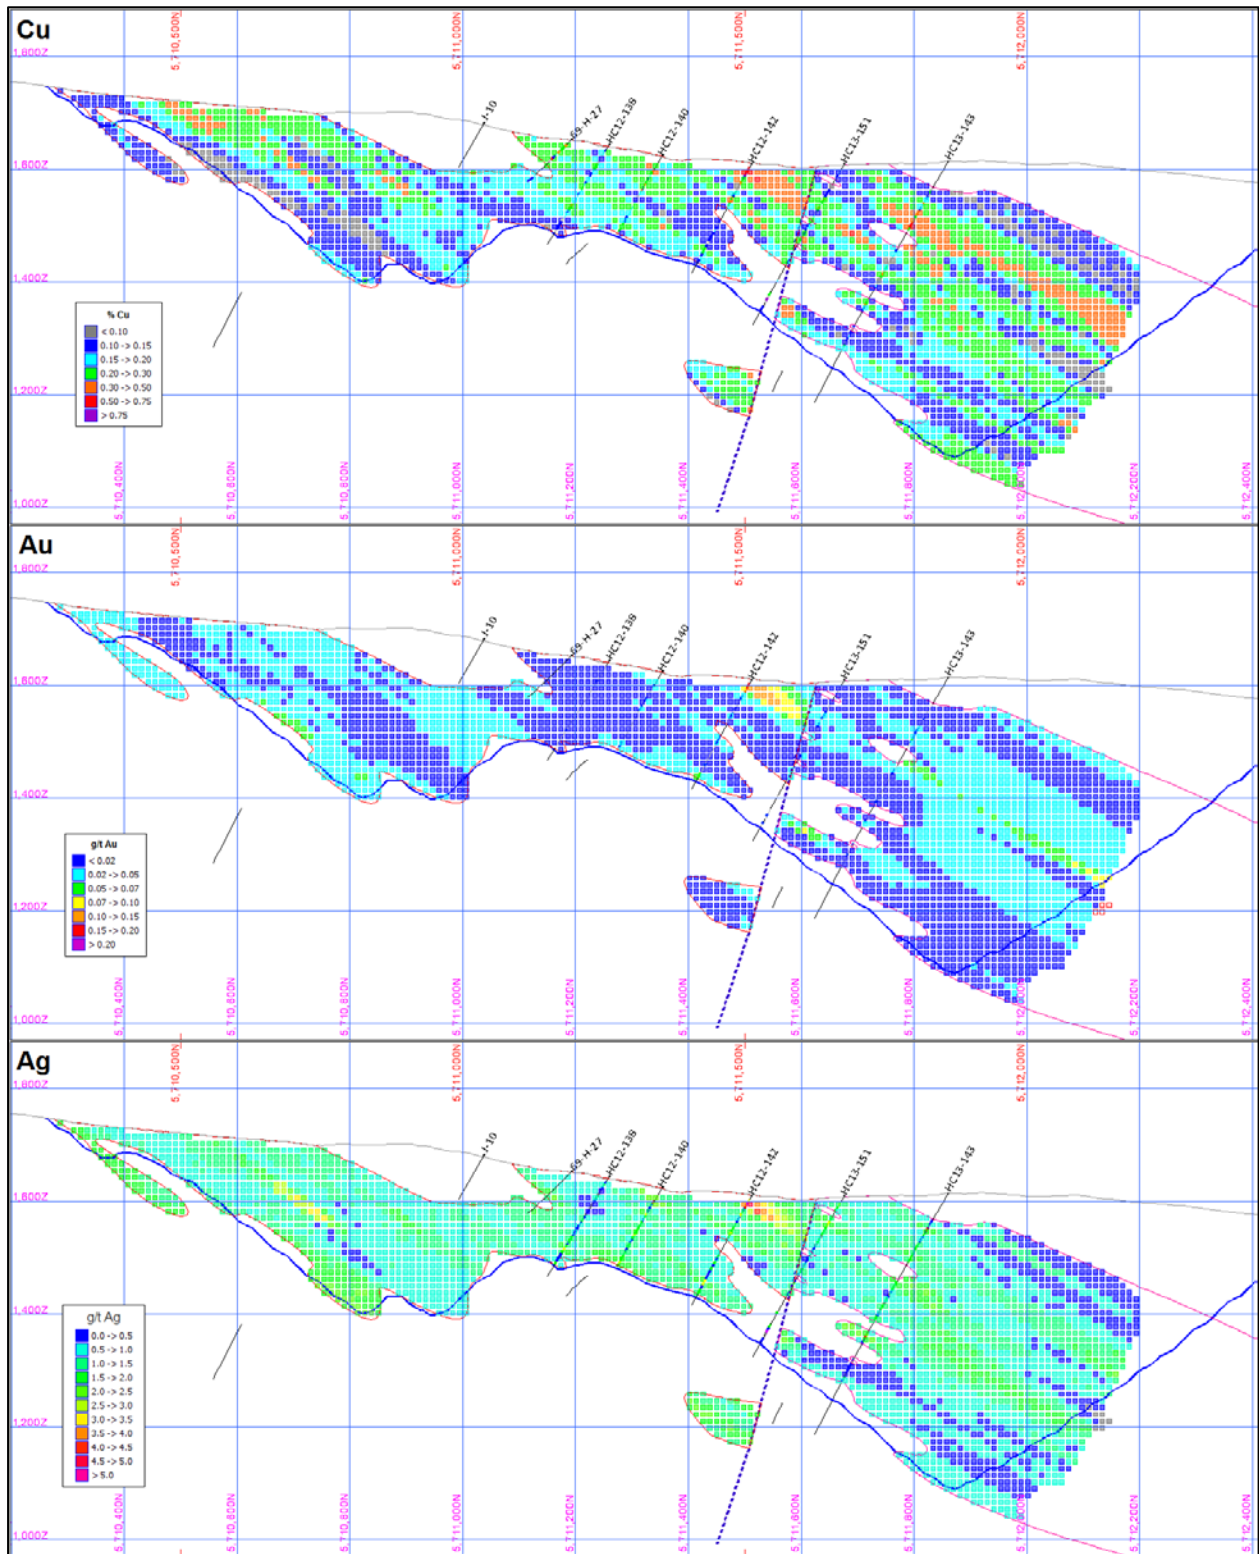 Cu
1,800Z
5,710,500N
5,711,000N
5,711,500N
5,712,000N
69-H-27
HC12-138
HC12-140
HC12-142
HC13-151
HC13-143
1,600Z
1,400Z
% Cu
< 0.10
0.10 -> 0.15
0.15 -> 0.20
0.20 -> 0.30
0.30 -> 0.50
0.50 -> 0.75
> 0.75
1,200Z
1,000Z
5,710,400N
5,710,600N
5,710,800N
5,711,000N
5,711,200N
5,711,400N
5,711,600N
5,711,800N
5,712,000N
5,712,200N
5,712,400N
Au
1,800Z
5,710,500N
5,711,000N
5,711,500N
5,712,000N
69-H-27
HC12-138
HC12-140
HC12-142
HC13-151
HC13-143
1,600Z
1,400Z
g/t Au
< 0.02
0.02 -> 0.05
0.05 -> 0.07
0.07 -> 0.10
0.10 -> 0.15
0.15 -> 0.20
> 0.20
1,200Z
1,000Z
5,710,400N
5,710,600N
5,710,800N
5,711,000N
5,711,200N
5,711,400N
5,711,600N
5,711,800N
5,712,000N
5,712,200N
5,712,400N
Ag
1,800Z
5,710,500N
5,711,000N
5,711,500N
5,712,000N
69-H-27
HC12-138
HC12-140
HC12-142
HC13-151
HC13-143
1,600Z
1,400Z
g/t Ag
0.0 -> 0.5
0.5 -> 1.0
1.0 -> 1.5
1.5 -> 2.0
2.0 -> 2.5
2.5 -> 3.0
3.0 -> 3.5
3.5 -> 4.0
4.0 -> 4.5
4.5 -> 5.0
> 5.0
1,200Z
1,000Z
5,710,400N
5,710,600N
5,710,800N
5,711,000N
5,711,200N
5,711,400N
5,711,600N
5,711,800N
5,712,000N
5,712,200N
5,712,400N